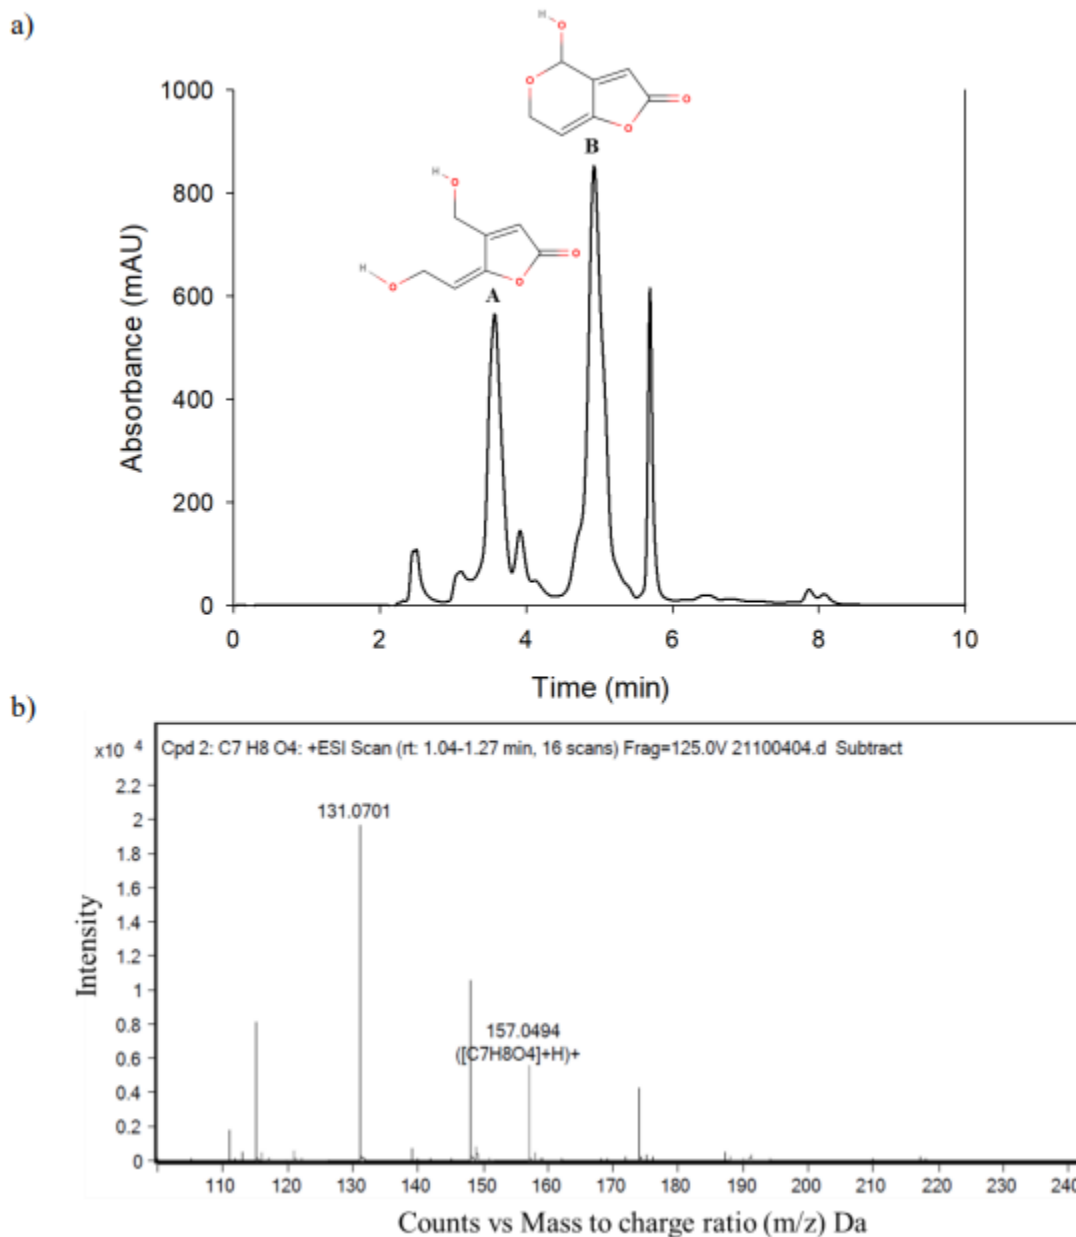 a)
H
O
O
O
O
B
H
O
H
O
O
O
A
1000
800
600
400
200
0
Absorbance (mAU)
0 2 4 6 8 10
Time (min)
b)
x10 4
Cpd 2: C7 H8 O4: +ESI Scan (rt: 1.04-1.27 min, 16 scans) Frag=125.0V 21100404.d Subtract
2.2
2
1.8
1.6
1.4
1.2
1
0.8
0.6
0.4
0.2
0
Intensity
131.0701
157.0494
([C7H8O4]+H)+
110 120 130 140 150 160 170 180 190 200 210 220 230 240
Counts vs Mass to charge ratio (m/z) Da